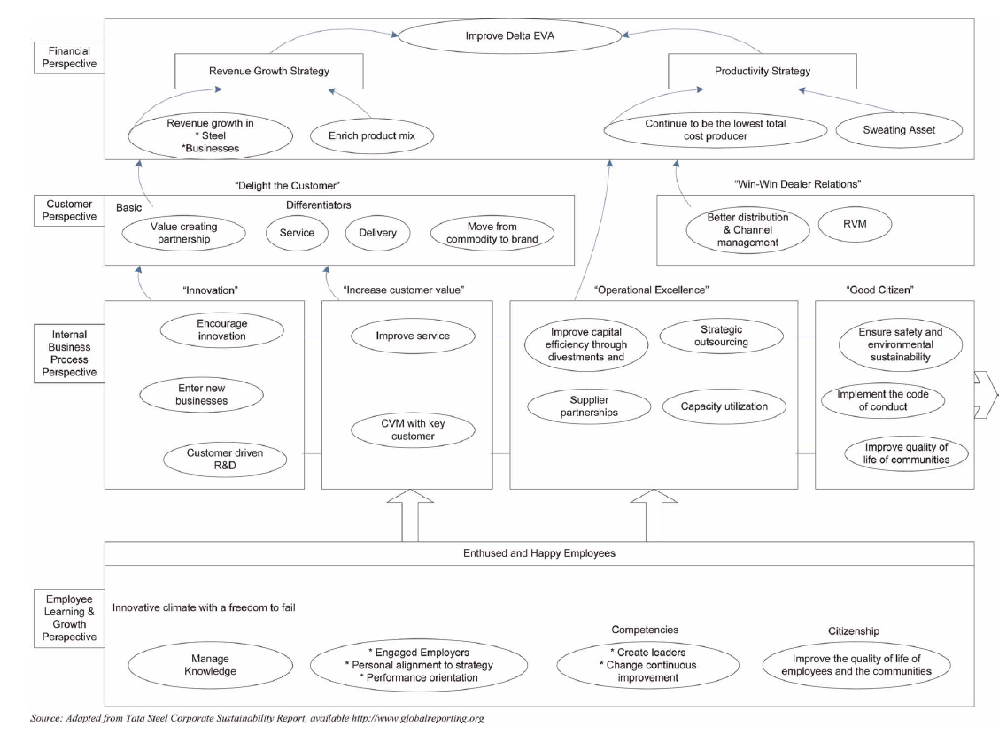 Improve Delta EVA
Financial
Perspective
Revenue Growth Strategy
Productivity Strategy
Revenue growth in
* Steel
*Businesses
Enrich product mix
Continue to be the lowest total
cost producer
Sweating Asset
"Delight the Customer"
"Win-Win Dealer Relations"
Customer
Perspective
Basic
Differentiators
Value creating
partnership
Service
Delivery
Move from
commodity to brand
Better distribution
& Channel
management
RVM
"Innovation"
"Increase customer value"
"Operational Excellence"
"Good Citizen"
Internal
Business
Process
Perspective
Encourage
innovation
Enter new
businesses
Customer driven
R&D
Improve service
CVM with key
customer
Improve capital
efficiency through
divestments and
Strategic
outsourcing
Supplier
partnerships
Capacity utilization
Ensure safety and
environmental
sustainability
Implement the code
of conduct
Improve quality of
life of communities
Enthused and Happy Employees
Employee
Learning &
Growth
Perspective
Innovative climate with a freedom to fail
Manage
Knowledge
* Engaged Employers
* Personal alignment to strategy
* Performance orientation
Competencies
* Create leaders
* Change continuous
improvement
Citizenship
Improve the quality of life of
employees and the communities
Source: Adapted from Tata Steel Corporate Sustainability Report, available http://www.globalreporting.org